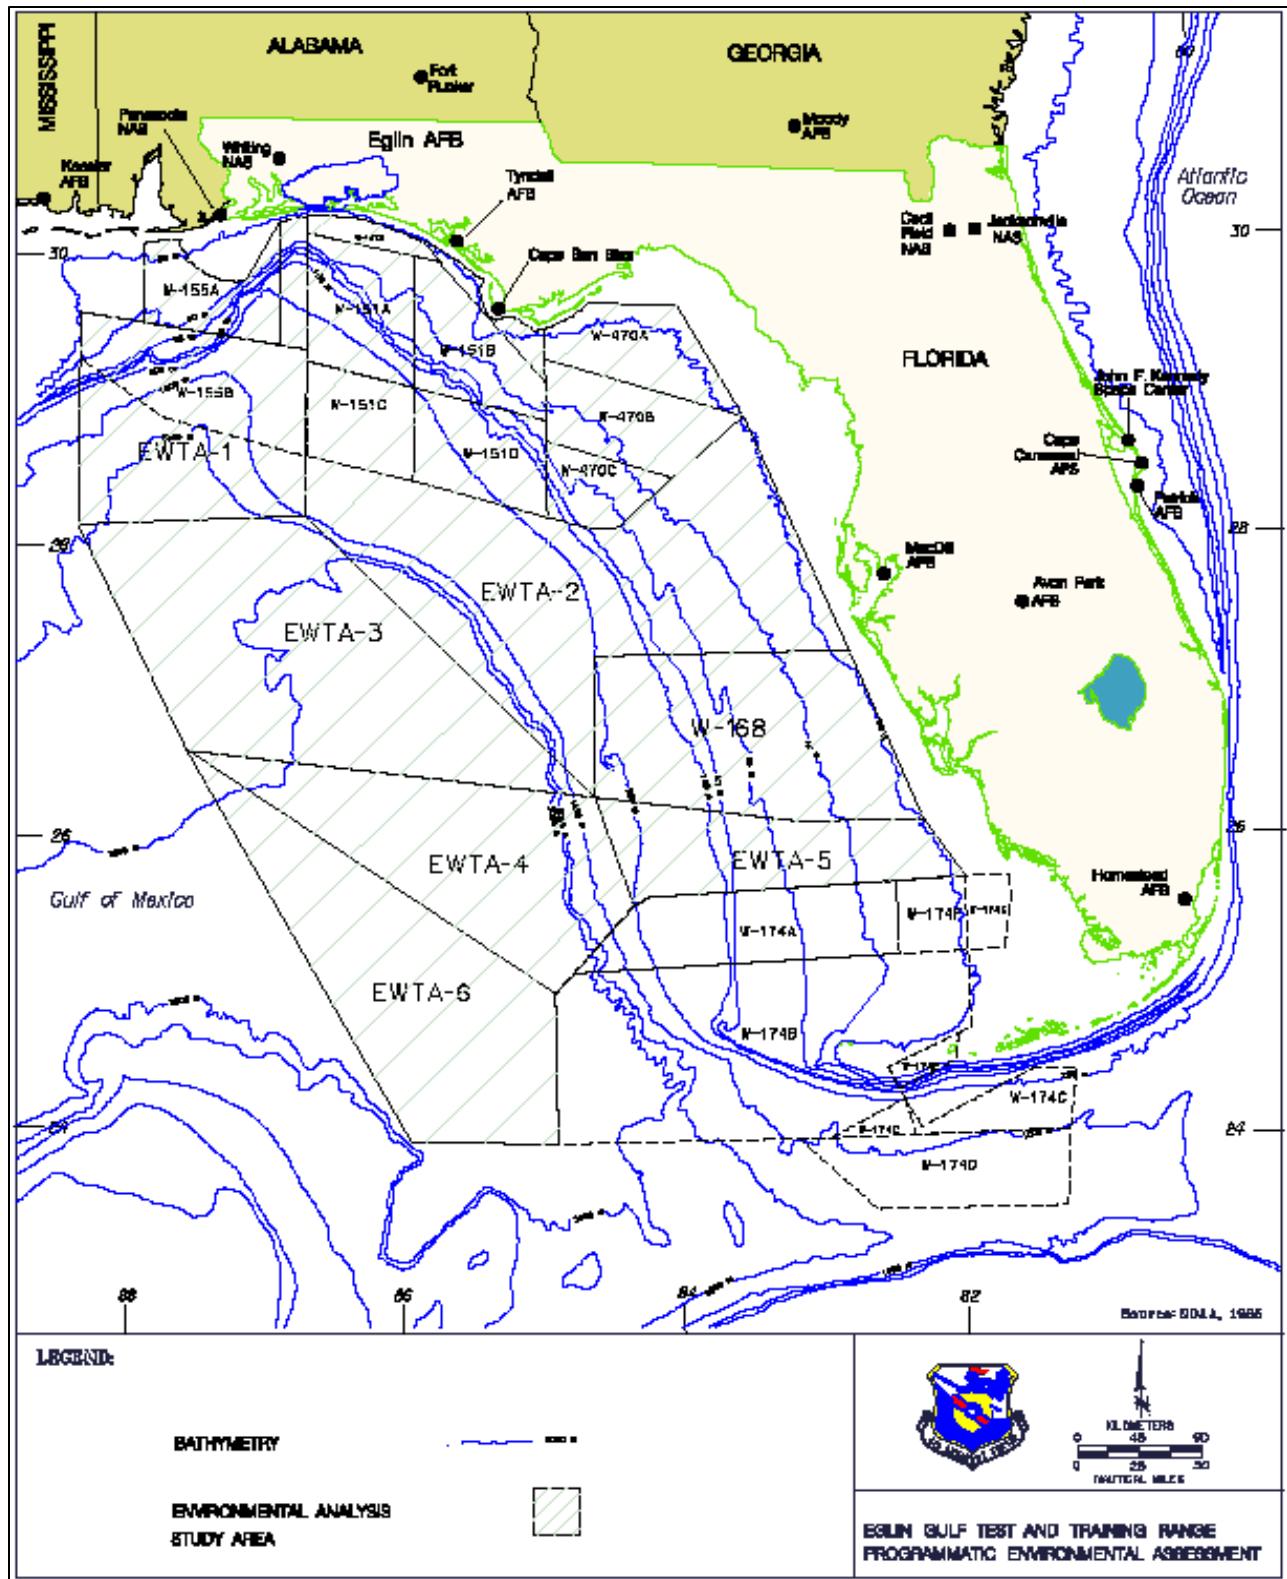 ALABAMA
GEORGIA
MISSISSIPPI
Fort
Rucker
Pensacola
NAS
Eglin AFB
Moody
AFB
Whiting
NAS
Keesler
AFB
Tyndall
AFB
Atlantic
Ocean
30
Cecil
Field
NAS
Jacksonville
NAS
30
Cape San Blas
W-155A
W-151A
W-151B
W-470A
FLORIDA
John F. Kennedy
Space Center
W-155B
W-151C
W-470B
EWTA-1
W-151D
W-470C
Cape
Canaveral
AFS
Patrick
AFB
28
28
MacDill
AFB
EWTA-2
Avon Park
AFB
EWTA-3
W-168
26
26
EWTA-4
EWTA-5
Homestead
AFB
Gulf of Mexico
W-174A
EWTA-6
W-174B
W-174C
24
24
W-174D
88
86
84
82
LEGEND:
BATHYMETRY
KILOMETERS
0 45 90
0 25 50
NAUTICAL MILES
ENVIRONMENTAL ANALYSIS
STUDY AREA
EGLIN GULF TEST AND TRAINING RANGE
PROGRAMMATIC ENVIRONMENTAL ASSESSMENT